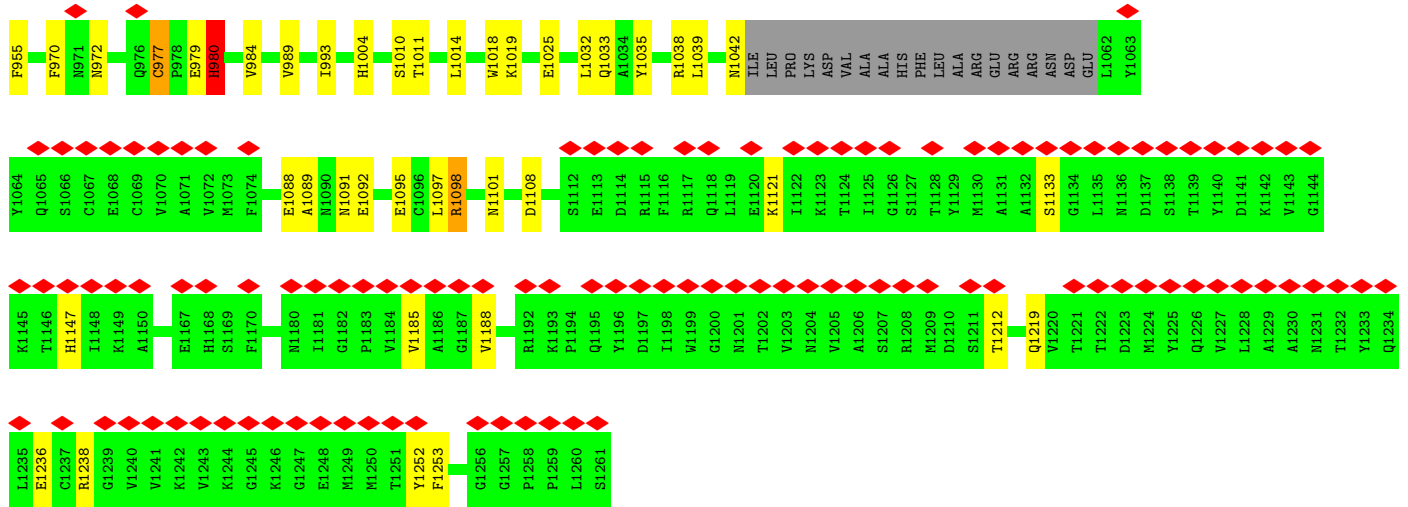 F955 F970 N971 N972 Q976 C977 P978 E979 H980 V984 V989 I993 H1004 S1010 T1011 L1014 W1018 K1019 E1025 L1032 Q1033 A1034 Y1035 R1038 L1039 N1042 ILE LEU PRO LYS ASP VAL ALA ALA HIS PHE LEU ALA ARG GLU ARG ARG ASN ASP GLU L1062 Y1063
Y1064 Q1065 S1066 C1067 E1068 C1069 V1070 A1071 V1072 M1073 F1074 E1088 A1089 N1090 N1091 E1092 E1095 C1096 L1097 R1098 N1101 D1108 S1112 E1113 D1114 R1115 F1116 R1117 Q1118 L1119 E1120 K1121 I1122 K1123 T1124 I1125 G1126 S1127 T1128 Y1129 M1130 A1131 A1132 S1133 G1134 L1135 N1136 D1137 S1138 T1139 Y1140 D1141 K1142 V1143 G1144
K1145 T1146 H1147 I1148 K1149 A1150 E1167 H1168 S1169 F1170 N1180 I1181 G1182 P1183 V1184 V1185 A1186 G1187 V1188 R1192 K1193 P1194 Q1195 Y1196 D1197 I1198 W1199 G1200 N1201 T1202 V1203 N1204 V1205 A1206 S1207 R1208 M1209 D1210 S1211 T1212 Q1219 V1220 T1221 T1222 D1223 M1224 Y1225 Q1226 V1227 L1228 A1229 A1230 N1231 T1232 Y1233 Q1234
L1235 E1236 C1237 R1238 G1239 V1240 V1241 K1242 V1243 K1244 G1245 K1246 G1247 E1248 M1249 M1250 T1251 Y1252 F1253 G1256 G1257 P1258 P1259 L1260 S1261